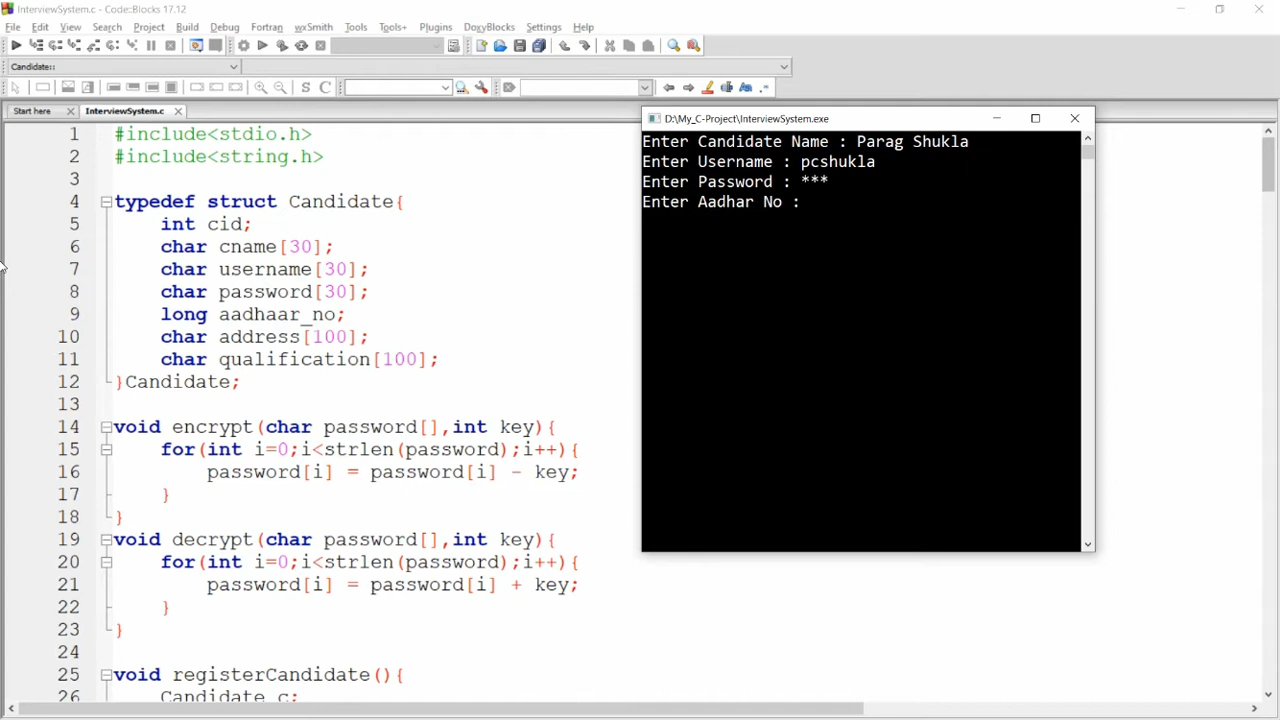 InterviewSystem.c - Code::Blocks 17.12
File Edit View Search Project Build Debug Fortran wxSmith Tools Tools+ Plugins DoxyBlocks Settings Help
Candidate::
S C
Start here InterviewSystem.c
1 #include<stdio.h>
2 #include<string.h>
3
4 typedef struct Candidate{
5 int cid;
6 char cname[30];
7 char username[30];
8 char password[30];
9 long aadhaar_no;
10 char address[100];
11 char qualification[100];
12 }Candidate;
13
14 void encrypt(char password[],int key){
15 for(int i=0;i<strlen(password);i++){
16 password[i] = password[i] - key;
17 }
18 }
19 void decrypt(char password[],int key){
20 for(int i=0;i<strlen(password);i++){
21 password[i] = password[i] + key;
22 }
23 }
24
25 void registerCandidate(){
26 Candidate c;
D:\My_C-Project\InterviewSystem.exe
Enter Candidate Name : Parag Shukla
Enter Username : pcshukla
Enter Password : ***
Enter Aadhar No :